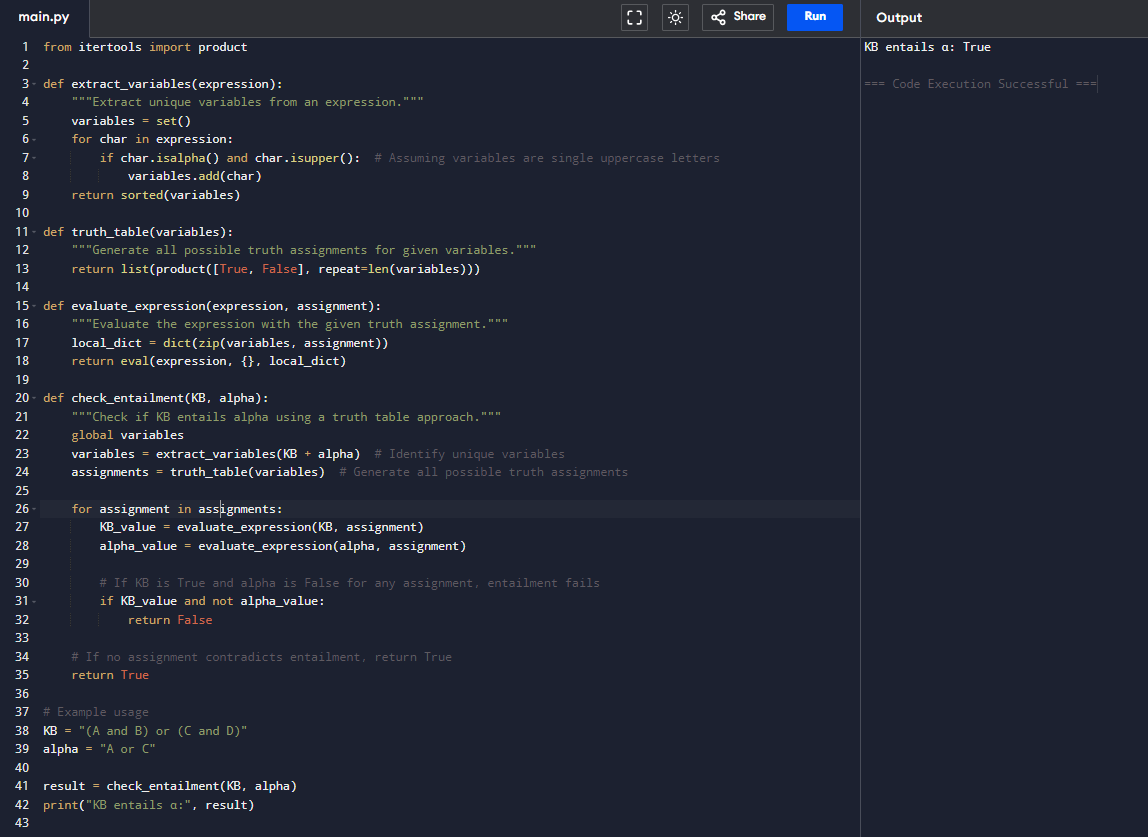 main.py
Share
Run
Output
1 from itertools import product
2
3 def extract_variables(expression):
4     """Extract unique variables from an expression."""
5     variables = set()
6     for char in expression:
7         if char.isalpha() and char.isupper():  # Assuming variables are single uppercase letters
8             variables.add(char)
9     return sorted(variables)
10
11 def truth_table(variables):
12     """Generate all possible truth assignments for given variables."""
13     return list(product([True, False], repeat=len(variables)))
14
15 def evaluate_expression(expression, assignment):
16     """Evaluate the expression with the given truth assignment."""
17     local_dict = dict(zip(variables, assignment))
18     return eval(expression, {}, local_dict)
19
20 def check_entailment(KB, alpha):
21     """Check if KB entails alpha using a truth table approach."""
22     global variables
23     variables = extract_variables(KB + alpha)  # Identify unique variables
24     assignments = truth_table(variables)  # Generate all possible truth assignments
25
26     for assignment in assignments:
27         KB_value = evaluate_expression(KB, assignment)
28         alpha_value = evaluate_expression(alpha, assignment)
29
30         # If KB is True and alpha is False for any assignment, entailment fails
31         if KB_value and not alpha_value:
32             return False
33
34     # If no assignment contradicts entailment, return True
35     return True
36
37 # Example usage
38 KB = "(A and B) or (C and D)"
39 alpha = "A or C"
40
41 result = check_entailment(KB, alpha)
42 print("KB entails α:", result)
43
KB entails α: True
=== Code Execution Successful ===